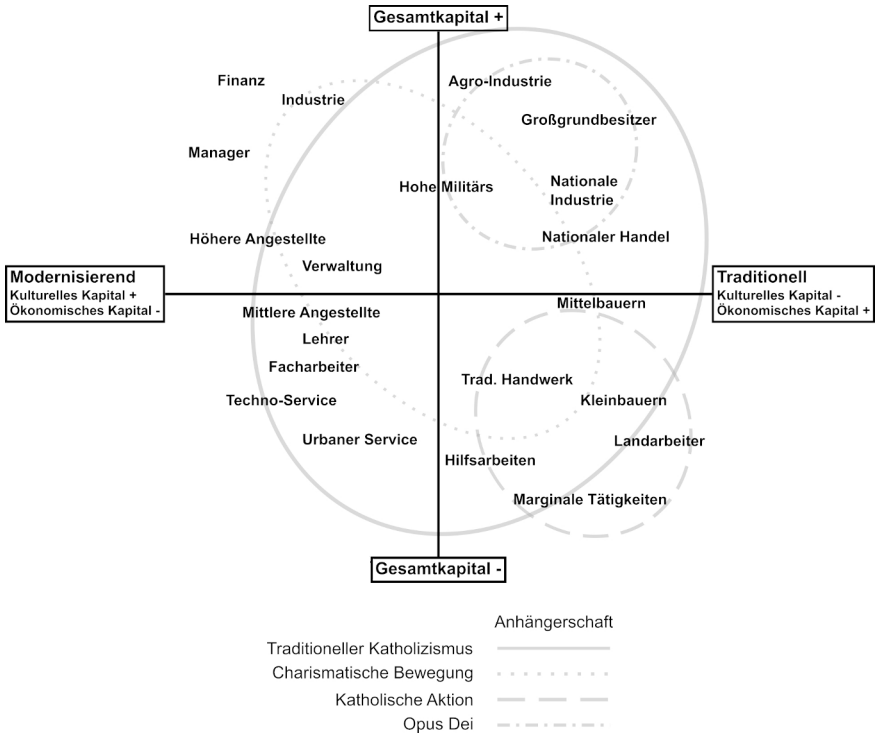 Gesamtkapital +
Finanz
Agro-Industrie
Industrie
Großgrundbesitzer
Manager
Hohe Militärs
Nationale
Industrie
Höhere Angestellte
Nationaler Handel
Verwaltung
Modernisierend
Kulturelles Kapital +
Ökonomisches Kapital -
Traditionell
Kulturelles Kapital -
Ökonomisches Kapital +
Mittelbauern
Mittlere Angestellte
Lehrer
Facharbeiter
Trad. Handwerk
Techno-Service
Kleinbauern
Urbaner Service
Landarbeiter
Hilfsarbeiten
Marginale Tätigkeiten
Gesamtkapital -
Anhängerschaft
Traditioneller Katholizismus
Charismatische Bewegung
Katholische Aktion
Opus Dei